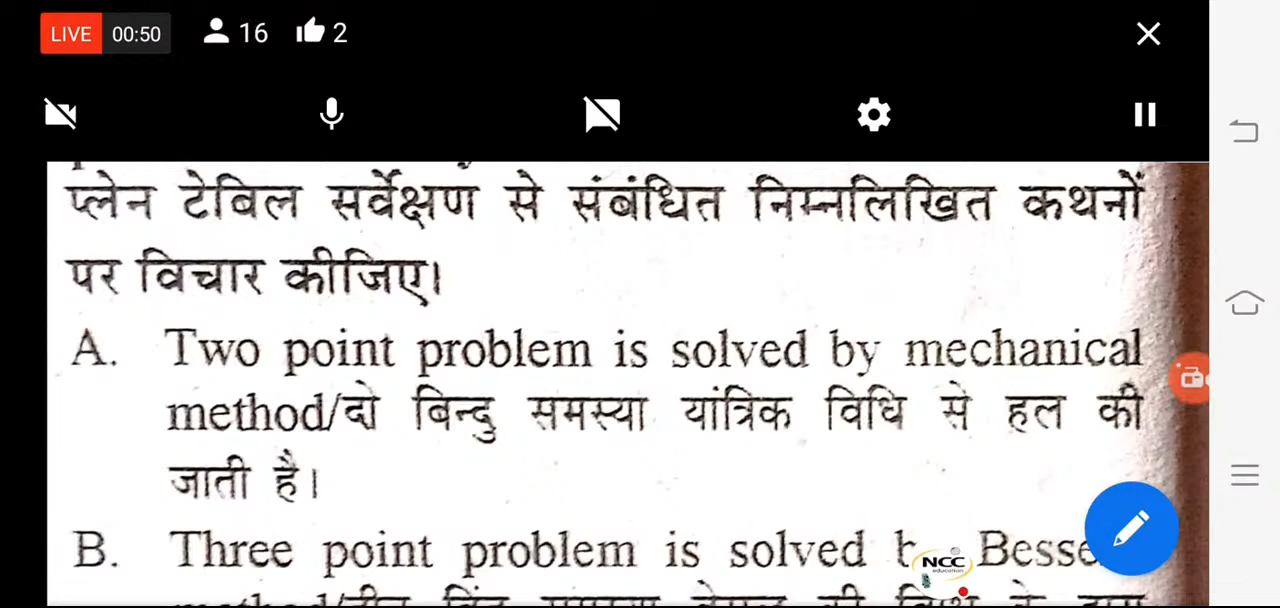 LIVE 00:50 16 2
प्लेन टेबिल सर्वेक्षण से संबंधित निम्नलिखित कथनों
पर विचार कीजिए।
A. Two point problem is solved by mechanical
method/दो बिन्दु समस्या यांत्रिक विधि से हल की
जाती है।
B. Three point problem is solved
NCC
education